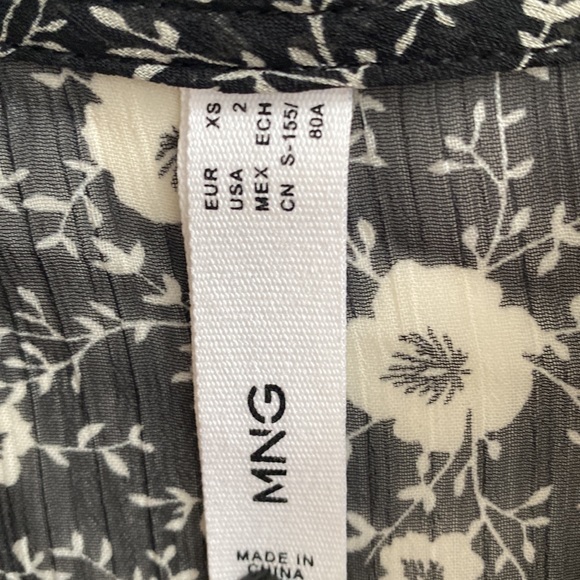 EUR XS
USA 2
MEX ECH
CN S-155/
80A
MNG
MADE IN
CHINA